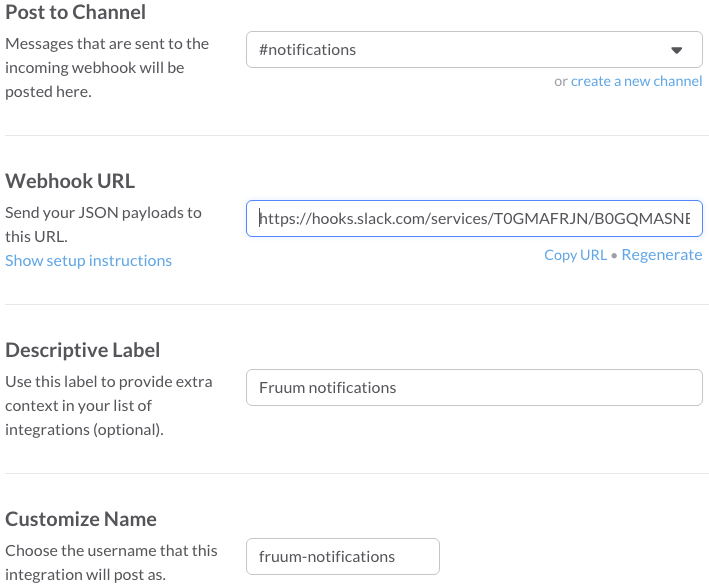 Post to Channel
Messages that are sent to the
incoming webhook will be
posted here.
#notifications
or create a new channel
Webhook URL
Send your JSON payloads to
this URL.
Show setup instructions
https://hooks.slack.com/services/T0GMAFRJN/B0GQMASNE
Copy URL • Regenerate
Descriptive Label
Use this label to provide extra
context in your list of
integrations (optional).
Fruum notifications
Customize Name
Choose the username that this
integration will post as.
fruum-notifications